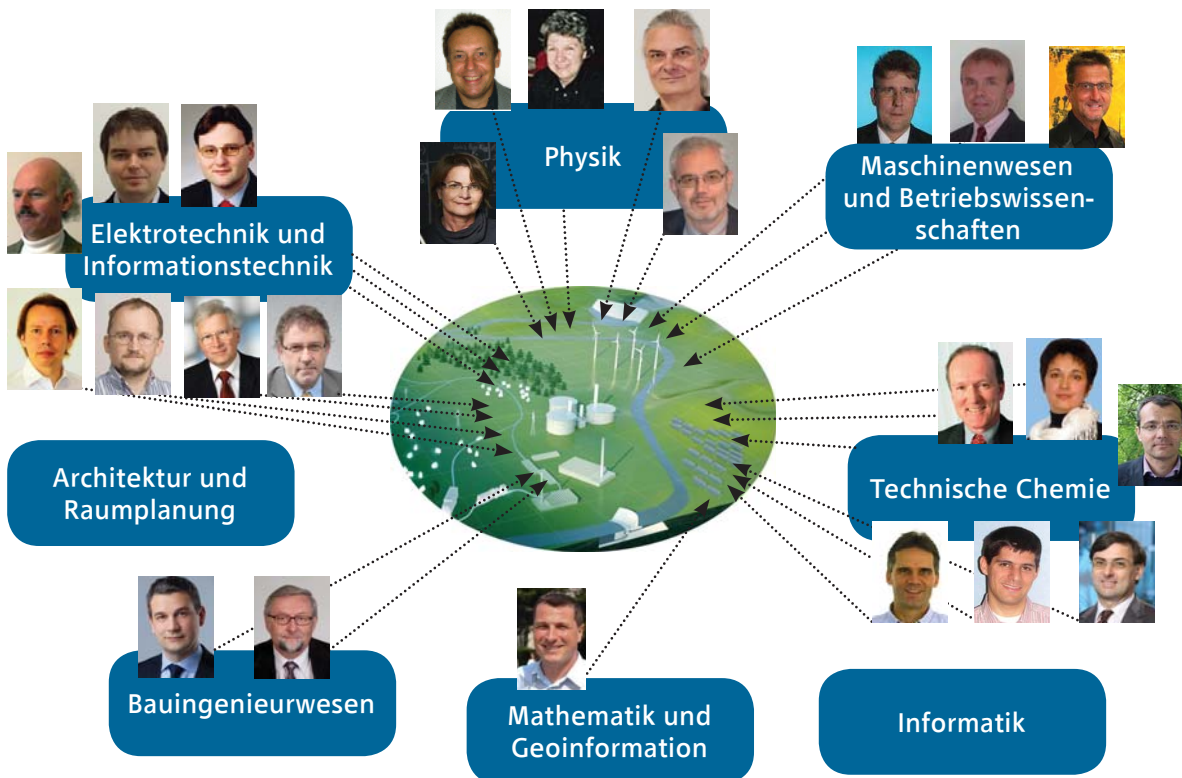 Physik
Maschinenwesen
und Betriebswissen-
schaften
Elektrotechnik und
Informationstechnik
Architektur und
Raumplanung
Technische Chemie
Bauingenieurwesen
Mathematik und
Geoinformation
Informatik